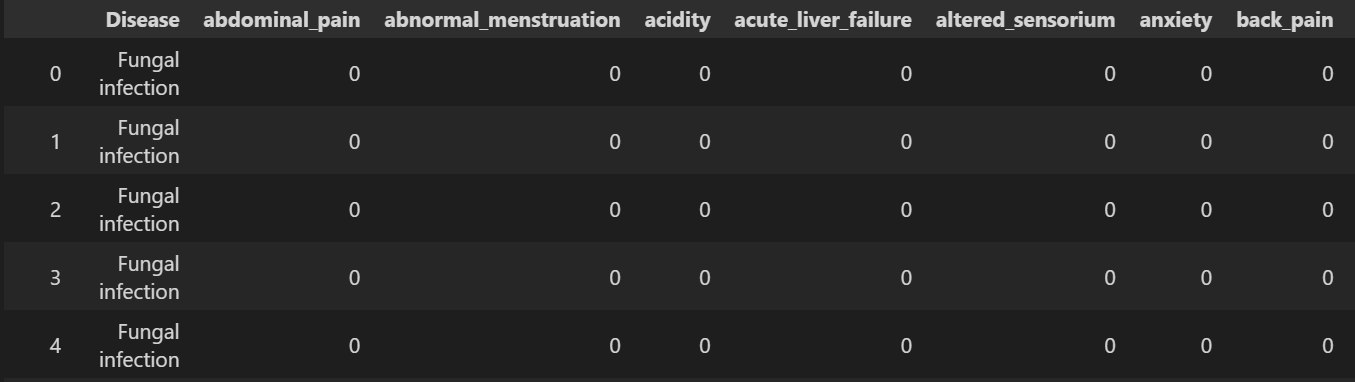 Disease abdominal_pain abnormal_menstruation acidity acute_liver_failure altered_sensorium anxiety back_pain
0 Fungal infection 0 0 0 0 0 0 0
1 Fungal infection 0 0 0 0 0 0 0
2 Fungal infection 0 0 0 0 0 0 0
3 Fungal infection 0 0 0 0 0 0 0
4 Fungal infection 0 0 0 0 0 0 0